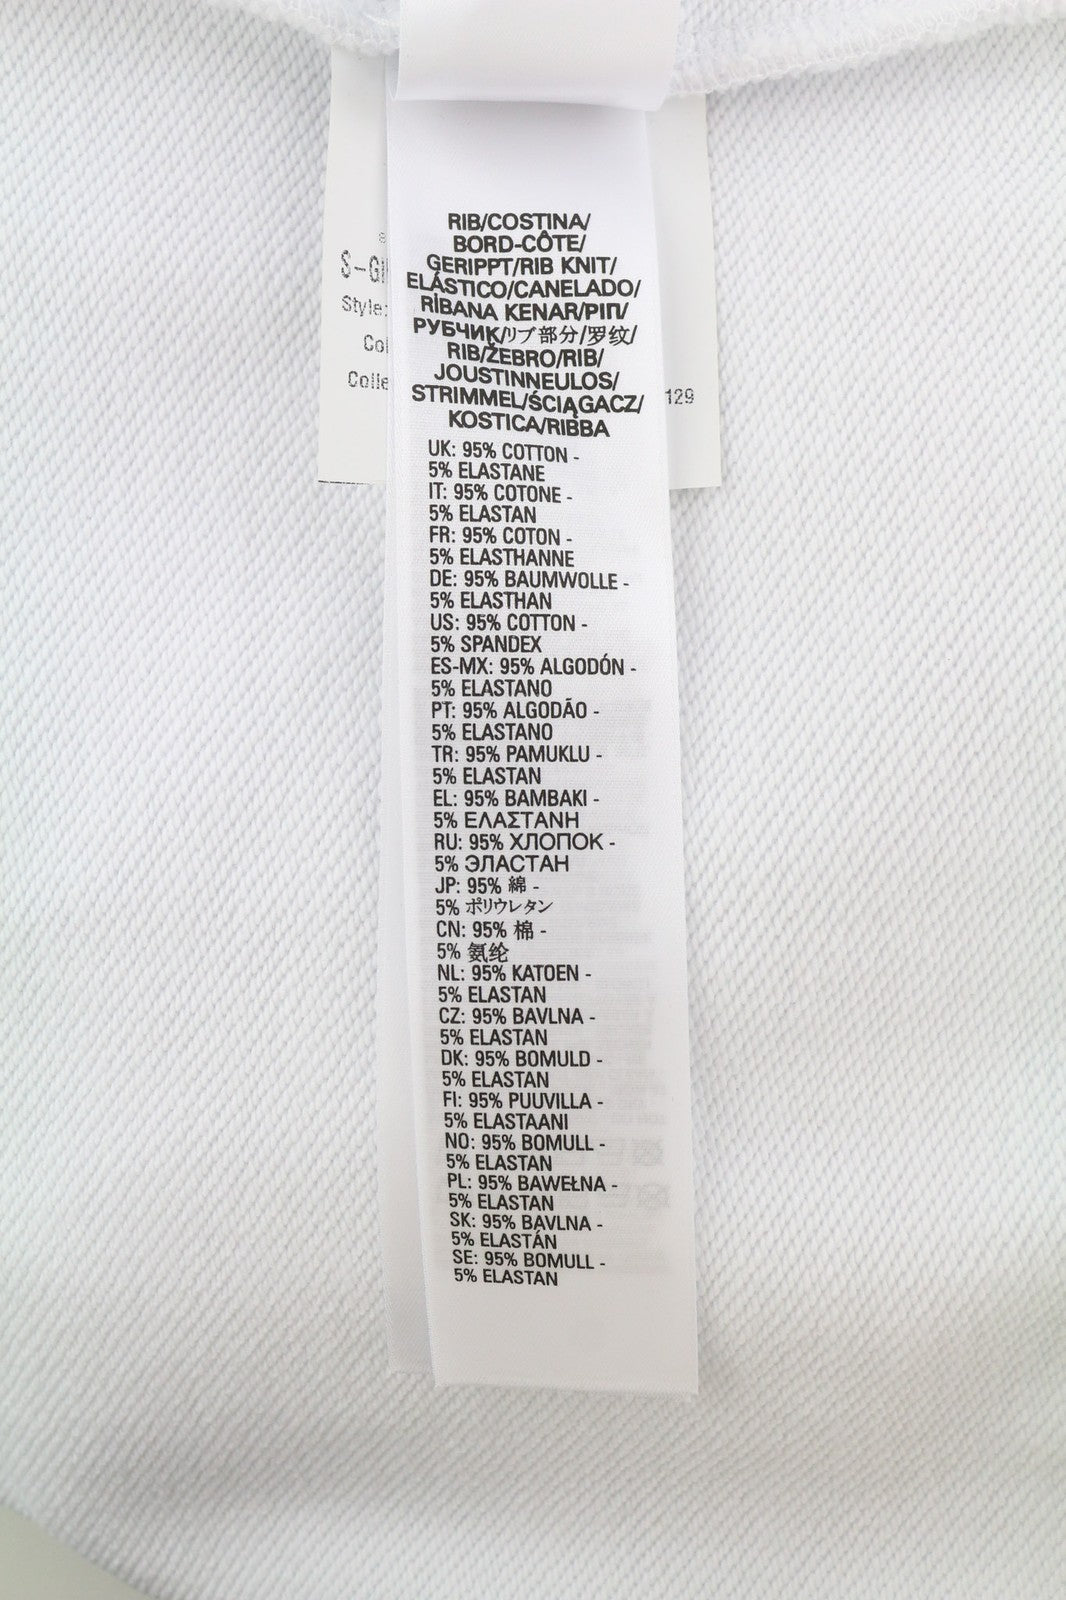 RIB/COSTINA/
BORD-CÔTE/
GERIPPT/RIB KNIT/
ELÁSTICO/CANELADO/
RİBANA KENAR/ΡΙΠ/
РУБЧИК/リブ部分/罗纹/
RIB/ŽEBRO/RIB/
JOUSTINNEULOS/
STRIMMEL/ŚCIĄGACZ/
KOSTICA/RIBBA
UK: 95% COTTON -
5% ELASTANE
IT: 95% COTONE -
5% ELASTAN
FR: 95% COTON -
5% ELASTHANNE
DE: 95% BAUMWOLLE -
5% ELASTHAN
US: 95% COTTON -
5% SPANDEX
ES-MX: 95% ALGODÓN -
5% ELASTANO
PT: 95% ALGODÃO -
5% ELASTANO
TR: 95% PAMUKLU -
5% ELASTAN
EL: 95% BAMBAKI -
5% ΕΛΑΣΤΑΝΗ
RU: 95% ХЛОПОК -
5% ЭЛАСТАН
JP: 95% 綿 -
5% ポリウレタン
CN: 95% 棉 -
5% 氨纶
NL: 95% KATOEN -
5% ELASTAN
CZ: 95% BAVLNA -
5% ELASTAN
DK: 95% BOMULD -
5% ELASTAN
FI: 95% PUUVILLA -
5% ELASTAANI
NO: 95% BOMULL -
5% ELASTAN
PL: 95% BAWEŁNA -
5% ELASTAN
SK: 95% BAVLNA -
5% ELASTÁN
SE: 95% BOMULL -
5% ELASTAN
Style:
129